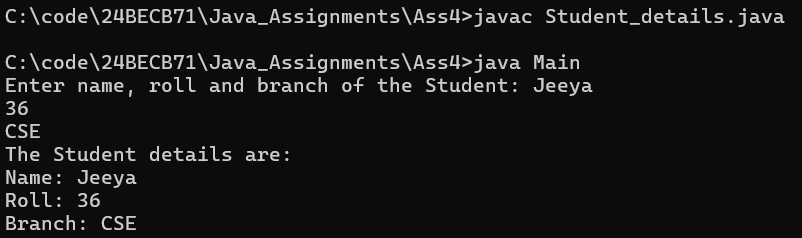 C:\code\24BECB71\Java_Assignments\Ass4>javac Student_details.java
C:\code\24BECB71\Java_Assignments\Ass4>java Main
Enter name, roll and branch of the Student: Jeeya
36
CSE
The Student details are:
Name: Jeeya
Roll: 36
Branch: CSE